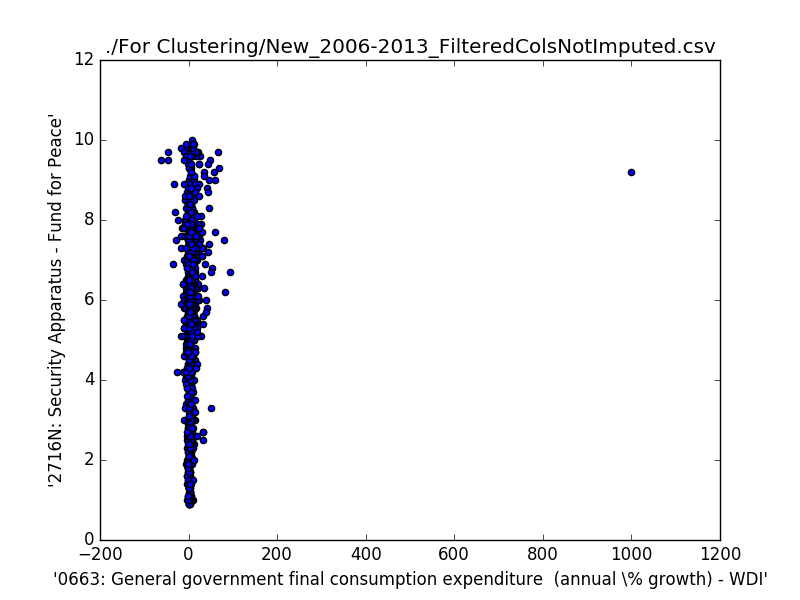 ./For Clustering/New_2006-2013_FilteredColsNotImputed.csv
12
10
8
6
4
2
0
'2716N: Security Apparatus - Fund for Peace'
−200 0 200 400 600 800 1000 1200
'0663: General government final consumption expenditure  (annual \% growth) - WDI'